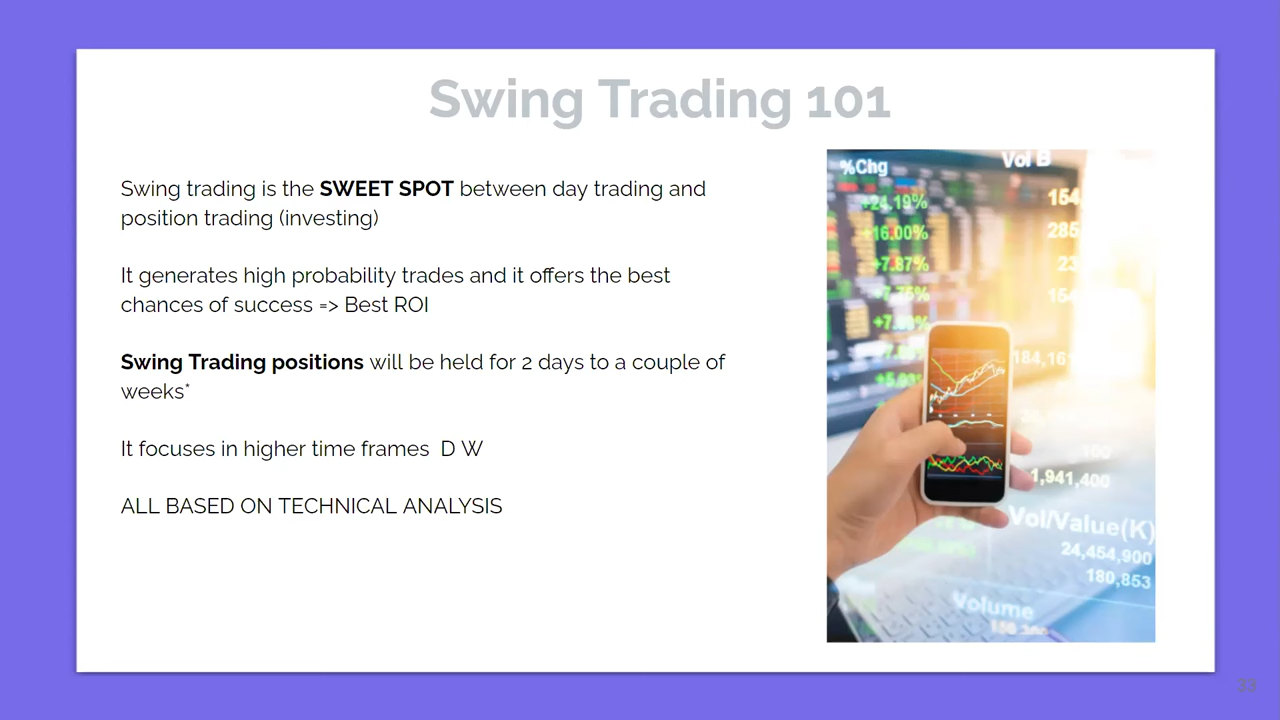 Swing Trading 101
Swing trading is the SWEET SPOT between day trading and
position trading (investing)
It generates high probability trades and it offers the best
chances of success => Best ROI
Swing Trading positions will be held for 2 days to a couple of
weeks*
It focuses in higher time frames  D W
ALL BASED ON TECHNICAL ANALYSIS
%Chg
Vol B
+24.19%
154
+16.00%
285
+7.87%
23
184,161
1,941,400
Vol/Value(K)
24,454,900
180,853
Volume
33